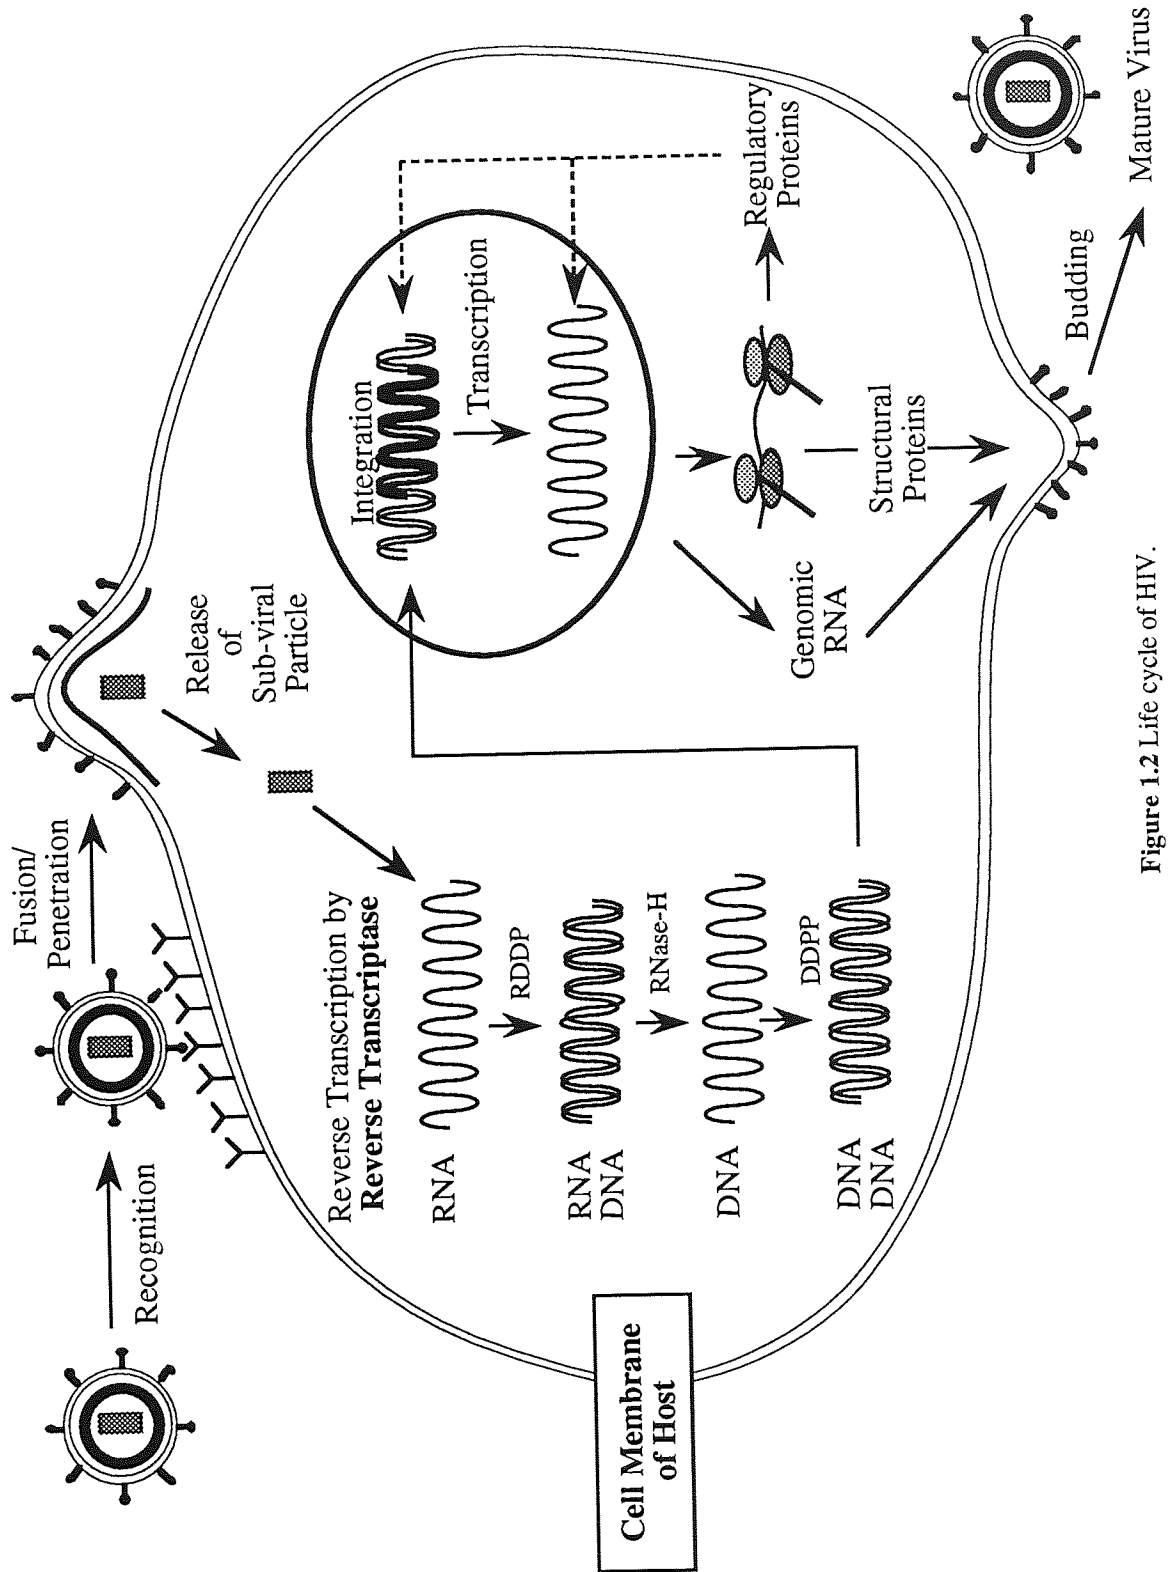 Recognition
Fusion/
Penetration
Release
of
Sub-viral
Particle
Reverse Transcription by
Reverse Transcriptase
RNA
RDDP
RNA
DNA
RNase-H
DNA
DDPP
DNA
DNA
Integration
Transcription
Regulatory
Proteins
Structural
Proteins
Genomic
RNA
Budding
Mature Virus
Cell Membrane
of Host
Figure 1.2 Life cycle of HIV.